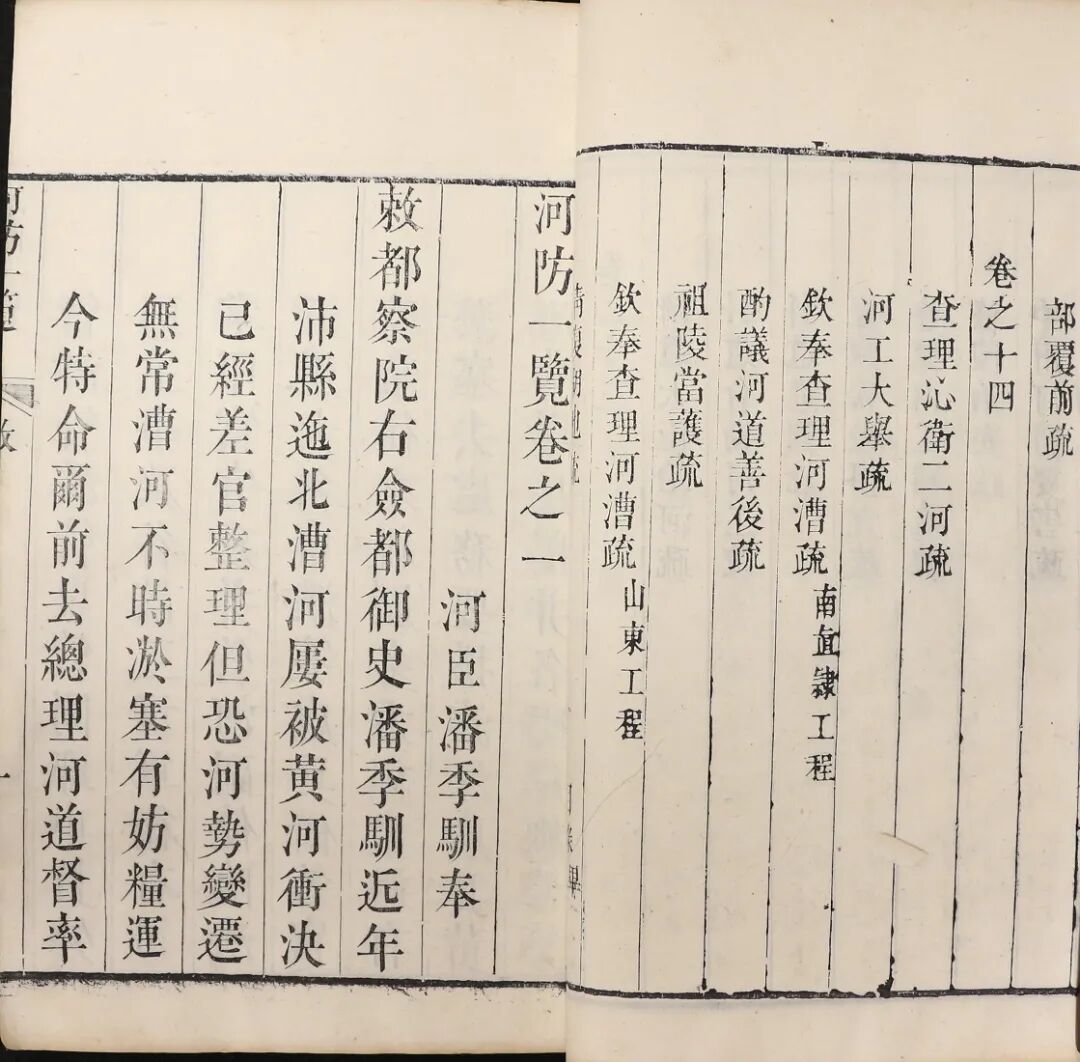 部覆前疏
卷之十四
查理沁衛二河疏
河工大舉疏
欽奉查理河漕疏南直隸工程
酌議河道善後疏
祖陵當護疏
欽奉查理河漕疏山東工程
河防一覽卷之一
河臣潘季馴奉
敕都察院右僉都御史潘季馴近年
沛縣迤北漕河屢被黄河衝決
已經差官整理但恐河勢變遷
無常漕河不時淤塞有妨糧運
今特命爾前去總理河道督率